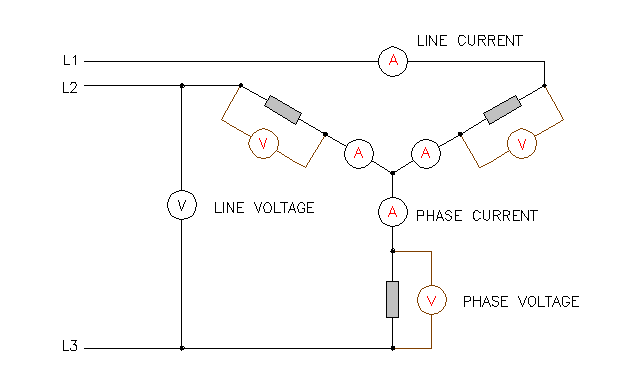 LINE CURRENT
L1
A
L2
V
A
A
V
V
LINE VOLTAGE
A
PHASE CURRENT
V
PHASE VOLTAGE
L3